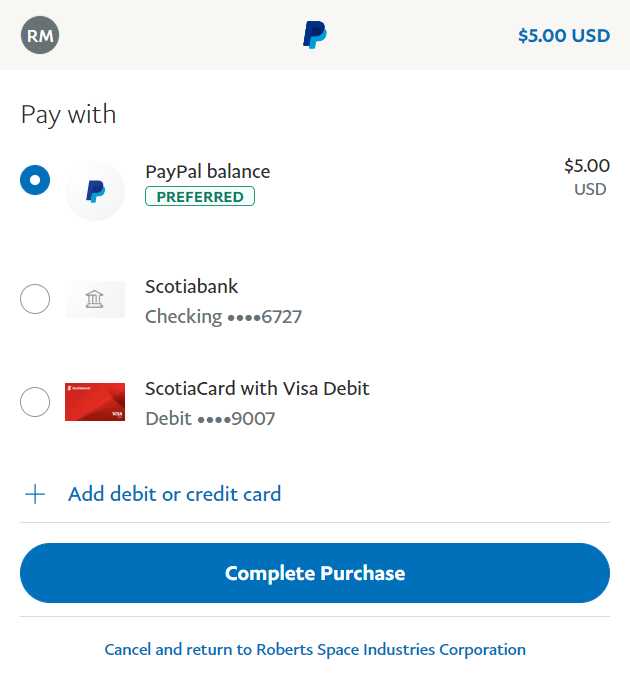 RM
$5.00 USD
Pay with
PayPal balance
$5.00
PREFERRED
USD
Scotiabank
Checking ••••6727
ScotiaCard with Visa Debit
VISA
Debit ••••9007
+ Add debit or credit card
Complete Purchase
Cancel and return to Roberts Space Industries Corporation